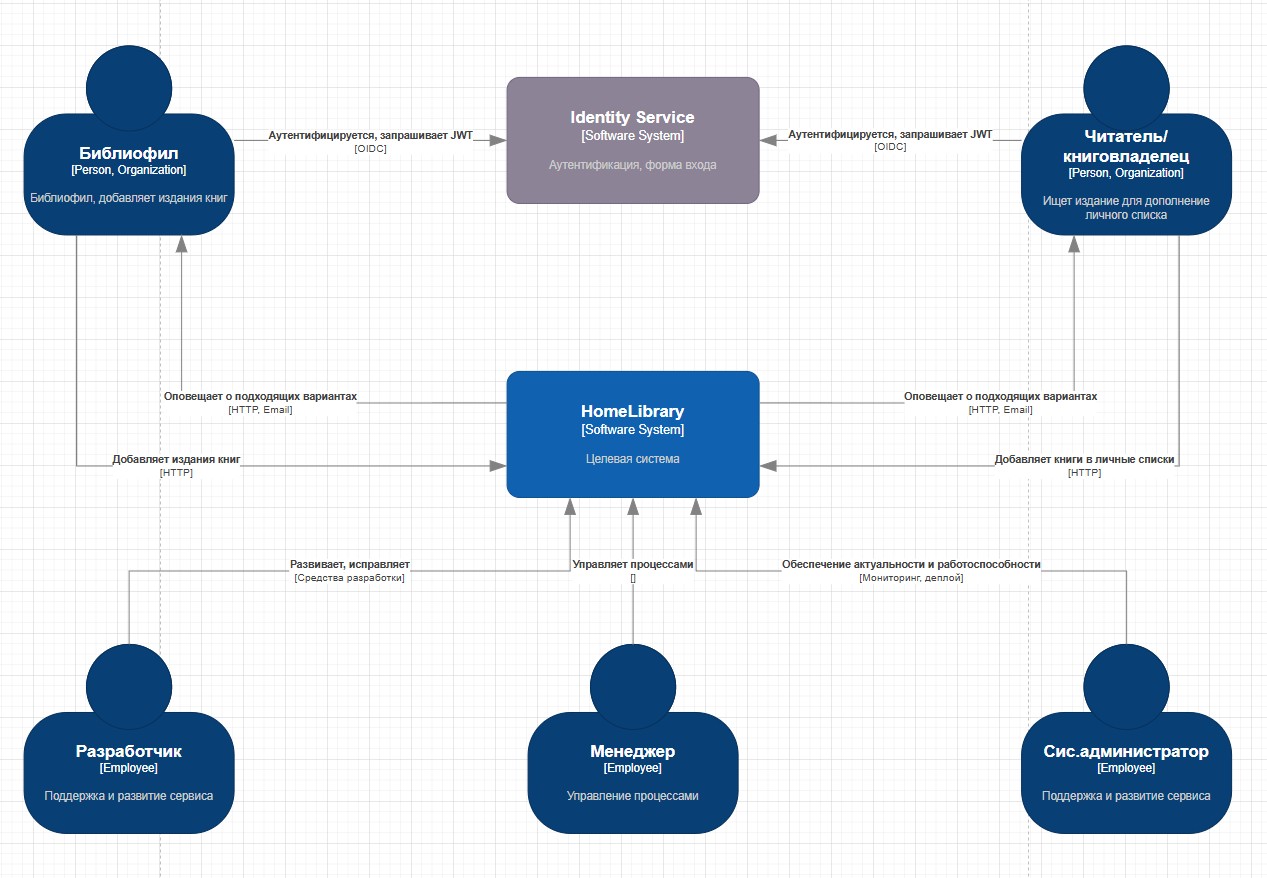 Identity Service
[Software System]
Аутентификация, форма входа
Аутентифицируется, запрашивает JWT
[OIDC]
Аутентифицируется, запрашивает JWT
[OIDC]
Библиофил
[Person, Organization]
Библиофил, добавляет издания книг
Читатель/
книговладелец
[Person, Organization]
Ищет издание для дополнение
личного списка
Оповещает о подходящих вариантах
[HTTP, Email]
HomeLibrary
[Software System]
Целевая система
Оповещает о подходящих вариантах
[HTTP, Email]
Добавляет издания книг
[HTTP]
Добавляет книги в личные списки
[HTTP]
Развивает, исправляет
[Средства разработки]
Управляет процессами
[]
Обеспечение актуальности и работоспособности
[Мониторинг, деплой]
Разработчик
[Employee]
Поддержка и развитие сервиса
Менеджер
[Employee]
Управление процессами
Сис.администратор
[Employee]
Поддержка и развитие сервиса